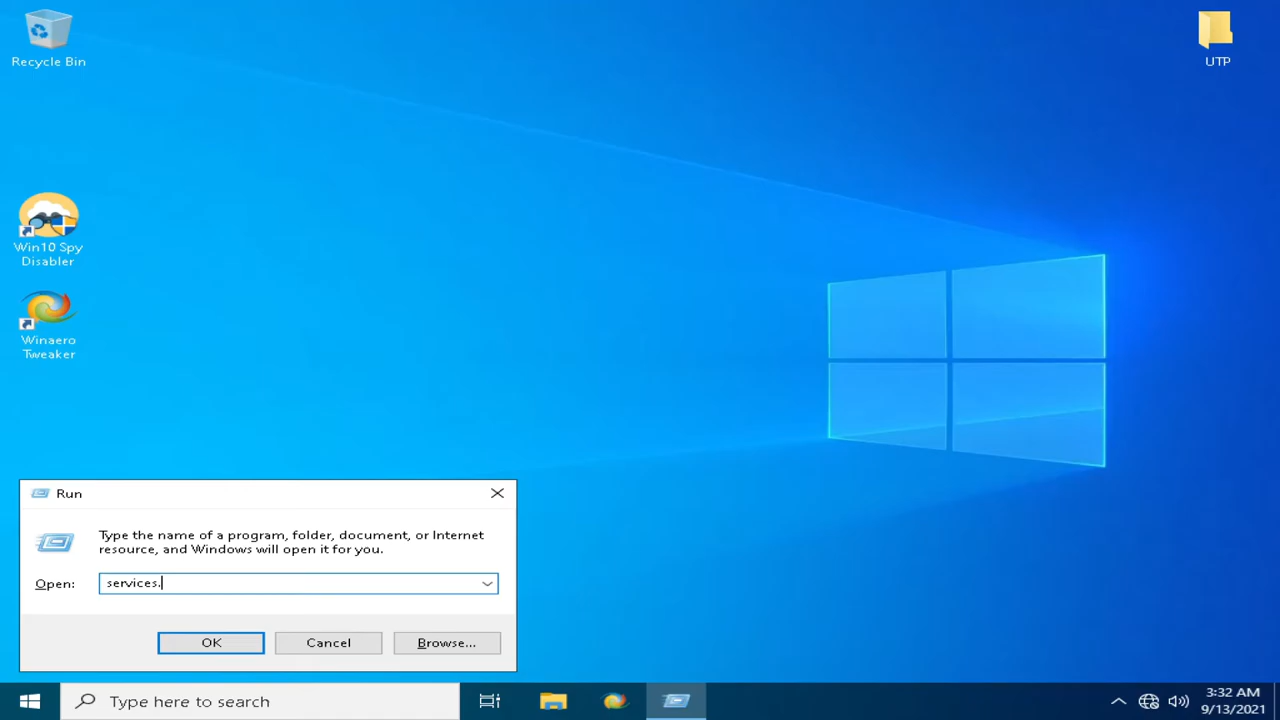 Recycle Bin
UTP
Win10 Spy
Disabler
Winaero
Tweaker
Run
Type the name of a program, folder, document, or Internet
resource, and Windows will open it for you.
Open:
services.
OK
Cancel
Browse...
Type here to search
3:32 AM
9/13/2021